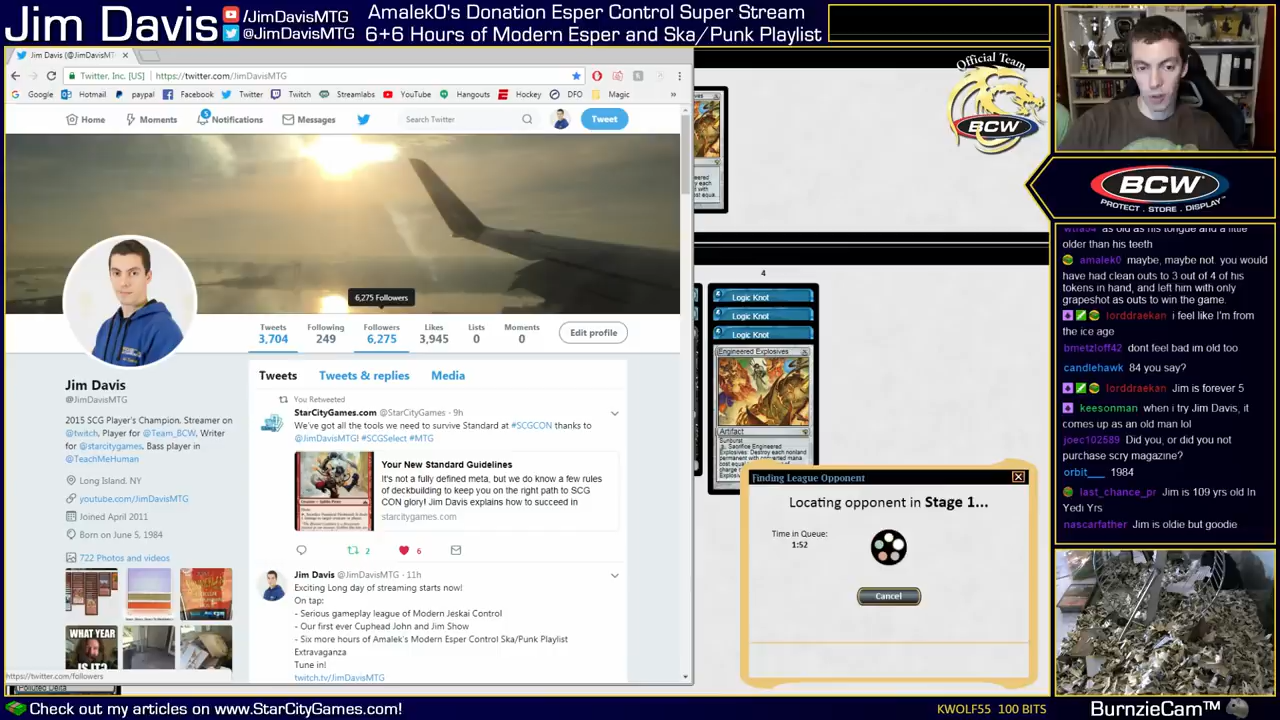 Jim Davis
/JimDavisMTG
@JimDavisMTG
AmalekO's Donation Esper Control Super Stream
6+6 Hours of Modern Esper and Ska/Punk Playlist
Jim Davis (@JimDavisMT
Twitter, Inc. [US]
https://twitter.com/JimDavisMTG
Google
Hotmail
paypal
Facebook
Twitter
Twitch
Streamlabs
YouTube
Hangouts
Hockey
DFO
Magic
Home
Moments
5
Notifications
Messages
Search Twitter
Tweet
6,275 Followers
Tweets
3,704
Following
249
Followers
6,275
Likes
3,945
Lists
0
Moments
0
Edit profile
Jim Davis
@JimDavisMTG
2015 SCG Player's Champion. Streamer on
@twitch, Player for @Team_BCW, Writer
for @starcitygames. Bass player in
@TeachMeHuman
Long Island, NY
youtube.com/JimDavisMTG
Joined April 2011
Born on June 5, 1984
722 Photos and videos
WHAT YEAR
IS IT?
https://twitter.com/followers
Tweets
Tweets & replies
Media
You Retweeted
StarCityGames.com @StarCityGames · 9h
We've got all the tools we need to survive Standard at #SCGCON thanks to
@JimDavisMTG! #SCGSelect #MTG
Your New Standard Guidelines
It's not a fully defined meta, but we do know a few rules
of deckbuilding to keep you on the right path to SCG
CON glory! Jim Davis explains how to succeed in
starcitygames.com
2
6
Jim Davis @JimDavisMTG · 11h
Exciting Long day of streaming starts now!
On tap:
- Serious gameplay league of Modern Jeskai Control
- Our first ever Cuphead John and Jim Show
- Six more hours of Amalek's Modern Esper Control Ska/Punk Playlist
Extravaganza
Tune in!
twitch.tv/JimDavisMTG
4
Logic Knot
Logic Knot
Logic Knot
Engineered Explosives
Artifact
Sunburst
Finding League Opponent
Locating opponent in Stage 1...
Time in Queue:
1:52
Cancel
Polluted Delta
Official Team
BCW
BCW
PROTECT . STORE . DISPLAY
wtfa54 as old as his tongue and a little
older than his teeth
amalek0 maybe, maybe not. you would
have had clean outs to 3 out of 4 of his
tokens in hand, and left him with only
grapeshot as outs to win the game.
lorddraekan i feel like I'm from
the ice age
bmetzloff42 dont feel bad im old too
candlehawk 84 you say?
lorddraekan Jim is forever 5
keesonman when i try Jim Davis, it
comes up as an old man lol
joec102589 Did you, or did you not
purchase scry magazine?
orbit___ 1984
last_chance_pr Jim is 109 yrs old In
Yedi Yrs
nascarfather Jim is oldie but goodie
Check out my articles on www.StarCityGames.com!
KWOLF55 100 BITS
BurnzieCam™